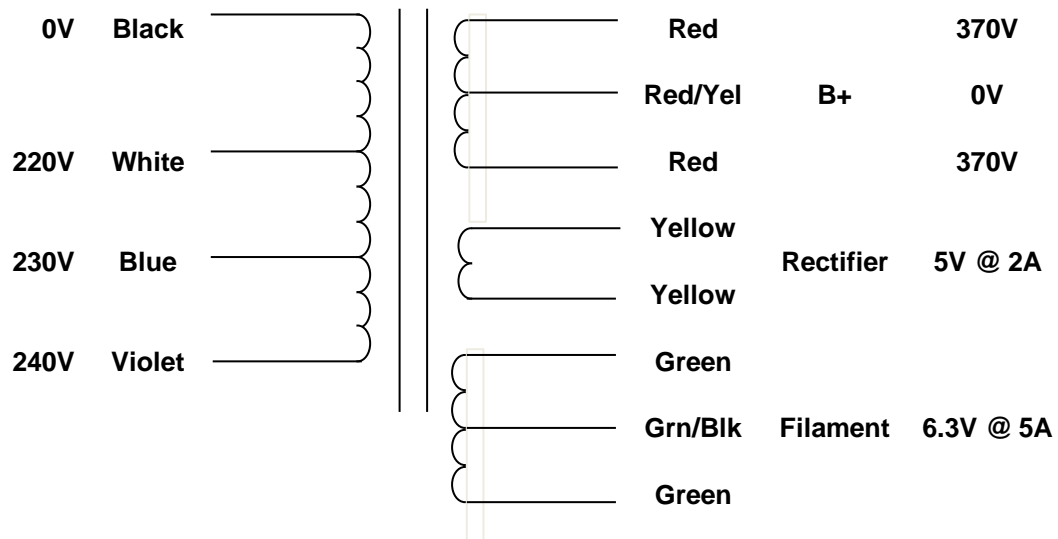 0V Black Red 370V
Red/Yel B+ 0V
220V White Red 370V
Yellow
230V Blue Rectifier 5V @ 2A
Yellow
240V Violet Green
Grn/Blk Filament 6.3V @ 5A
Green